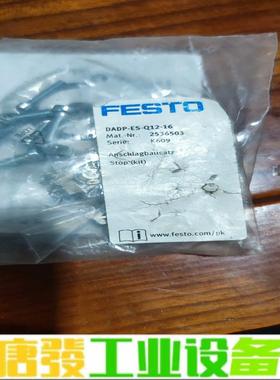 FESTO
DADP-ES-Q12-16
Mat.-Nr.: 2536503
Serie: K609
Anschlagbausatz
Stop (kit)
www.festo.com/pk
唐發工业设备